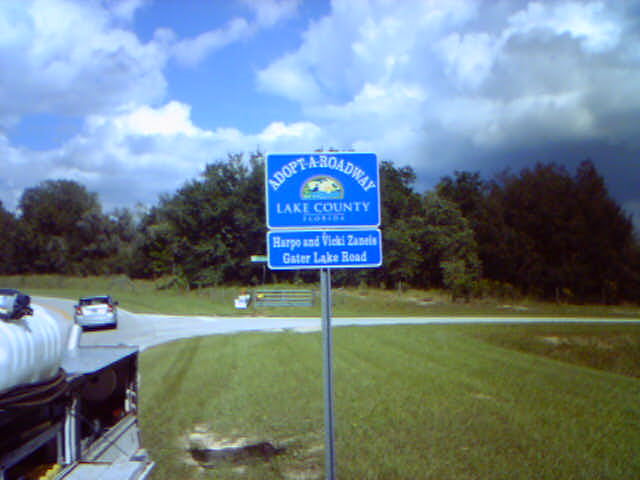 ADOPT-A-ROADWAY
LAKE COUNTY
FLORIDA
Harpo and Vicki Zanels
Gater Lake Road